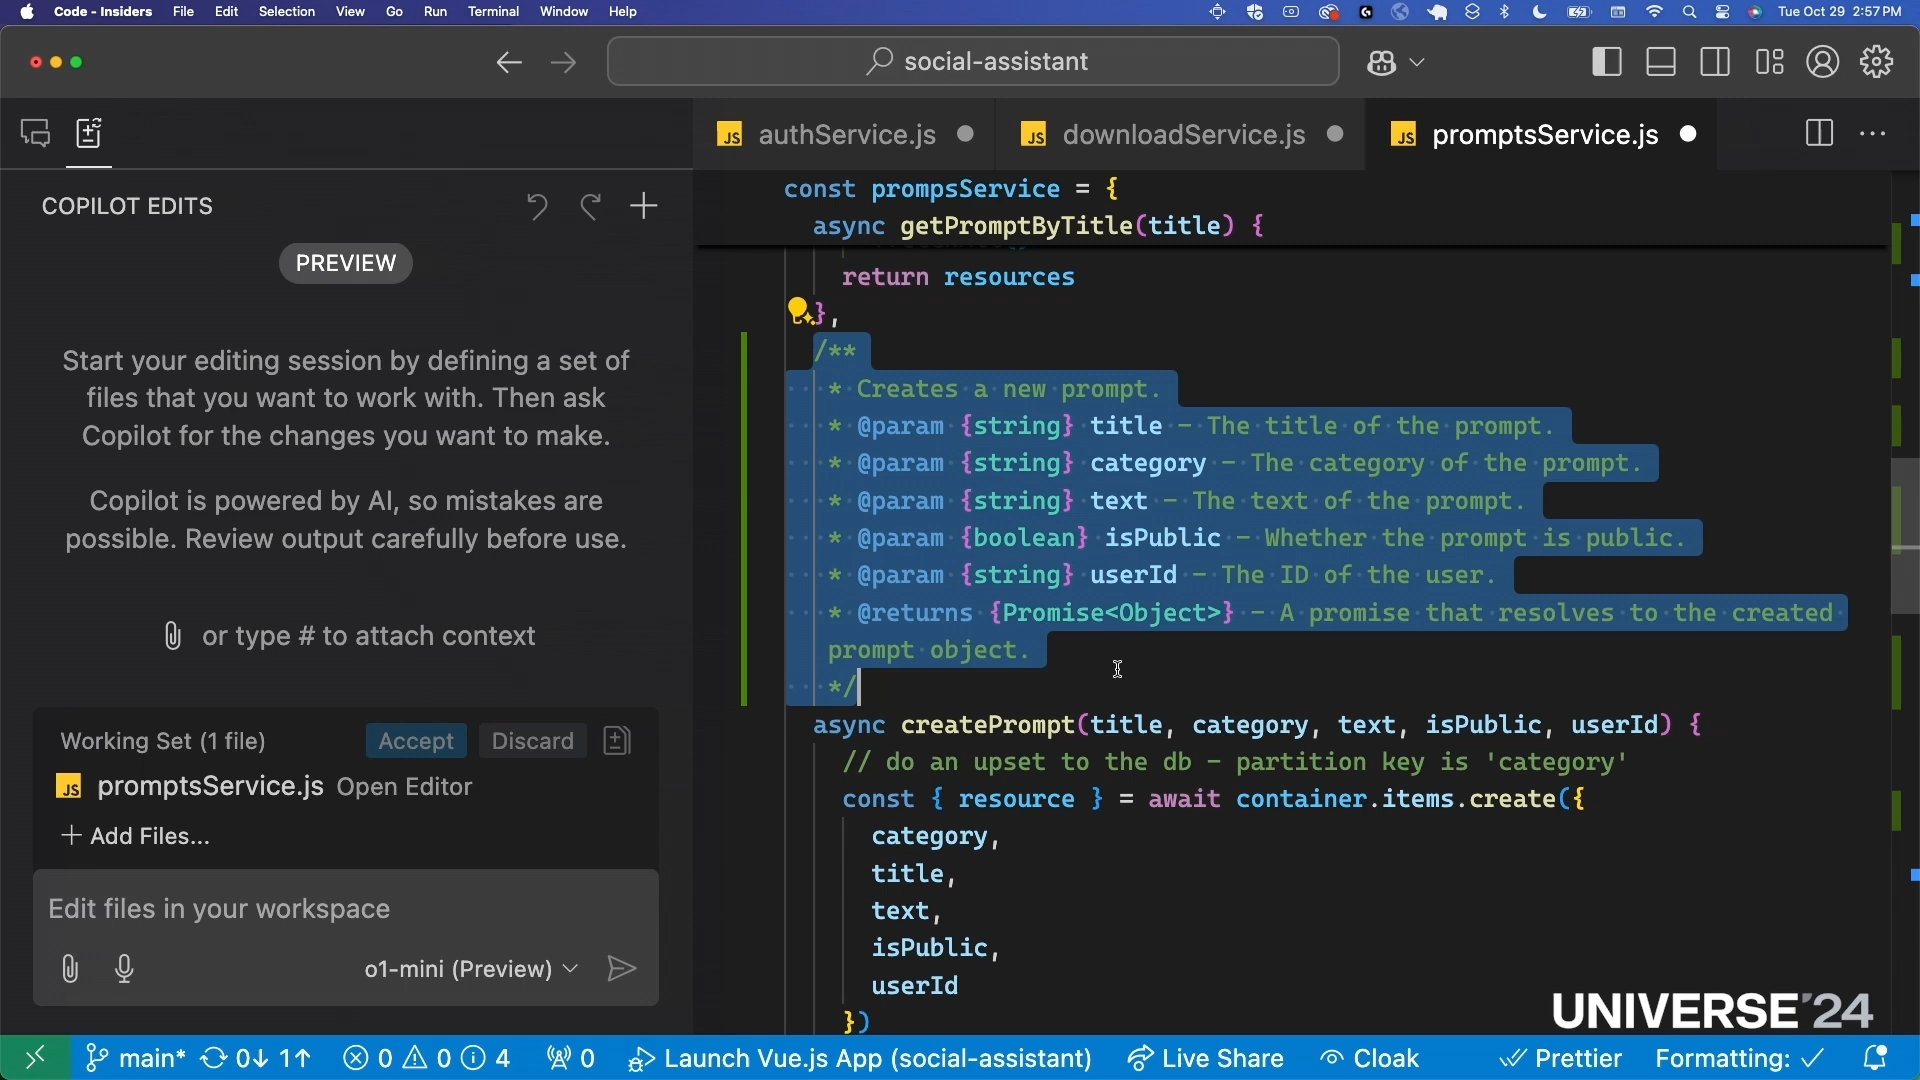 Code - Insiders File Edit Selection View Go Run Terminal Window Help Tue Oct 29 2:57 PM
social-assistant
JS authService.js JS downloadService.js JS promptsService.js
COPILOT EDITS
PREVIEW
Start your editing session by defining a set of
files that you want to work with. Then ask
Copilot for the changes you want to make.
Copilot is powered by AI, so mistakes are
possible. Review output carefully before use.
or type # to attach context
Working Set (1 file) Accept Discard
JS promptsService.js Open Editor
+ Add Files...
Edit files in your workspace
o1-mini (Preview)
const prompsService = {
async getPromptByTitle(title) {
return resources
},
/**
* Creates a new prompt.
* @param {string} title - The title of the prompt.
* @param {string} category - The category of the prompt.
* @param {string} text - The text of the prompt.
* @param {boolean} isPublic - Whether the prompt is public.
* @param {string} userId - The ID of the user.
* @returns {Promise<Object>} - A promise that resolves to the created
prompt object.
*/
async createPrompt(title, category, text, isPublic, userId) {
// do an upset to the db - partition key is 'category'
const { resource } = await container.items.create({
category,
title,
text,
isPublic,
userId
})
UNIVERSE'24
main* 0↓ 1↑ 0 0 4 0 Launch Vue.js App (social-assistant) Live Share Cloak Prettier Formatting: ✓